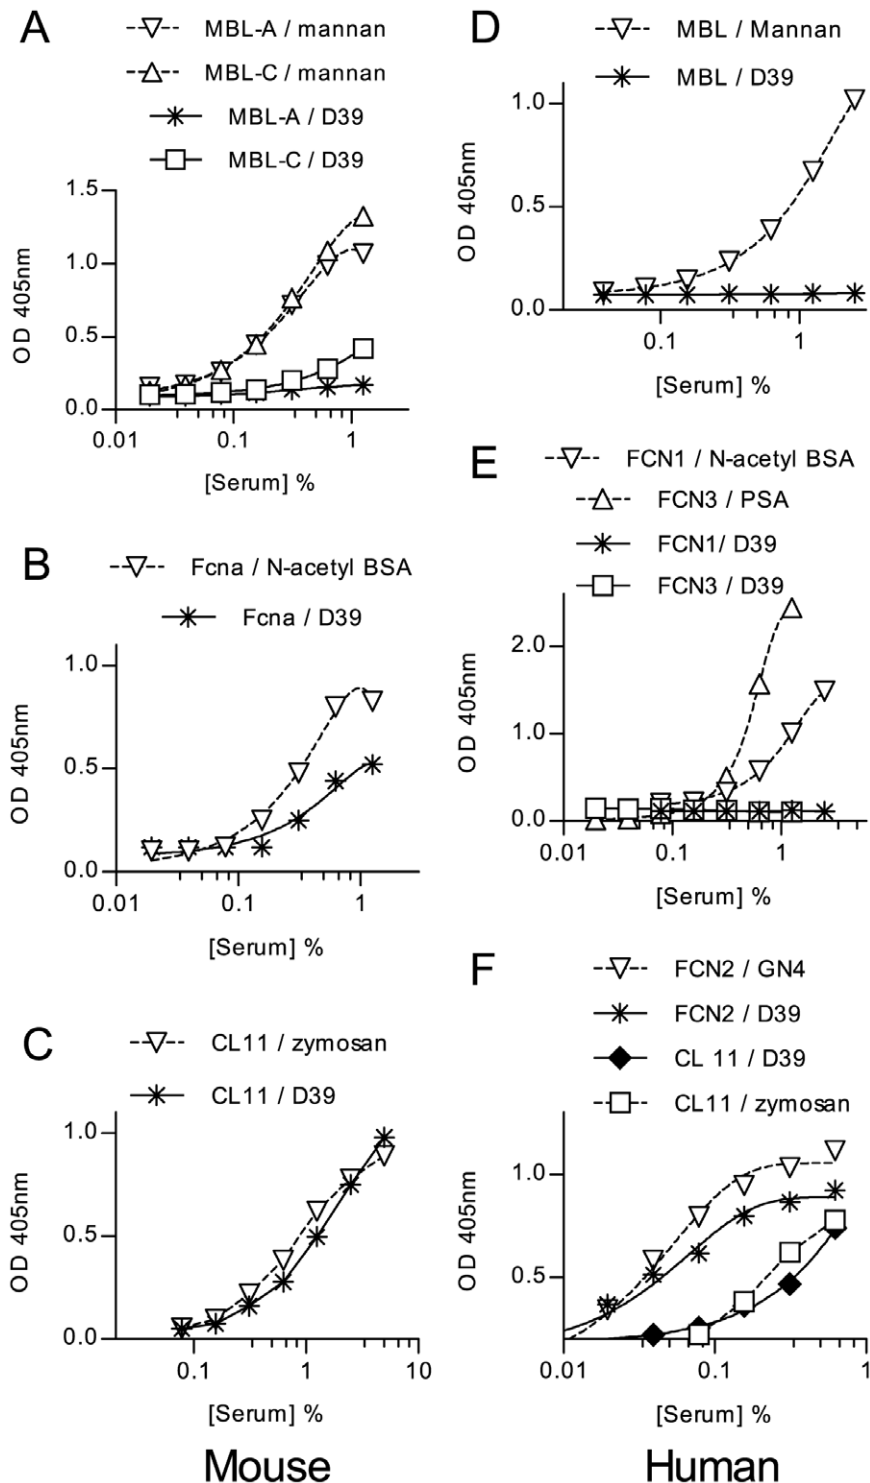 A
MBL-A / mannan
MBL-C / mannan
MBL-A / D39
MBL-C / D39
1.5
1.0
0.5
0.0
OD 405nm
0.01
0.1
1
[Serum] %
B
Fcna / N-acetyl BSA
Fcna / D39
1.0
0.5
0.0
OD 405nm
0.01
0.1
1
[Serum] %
C
CL11 / zymosan
CL11 / D39
1.0
0.5
0.0
OD 405nm
0.1
1
10
[Serum] %
Mouse
D
MBL / Mannan
MBL / D39
1.0
0.5
0.0
OD 405nm
0.1
1
[Serum] %
E
FCN1 / N-acetyl BSA
FCN3 / PSA
FCN1/ D39
FCN3 / D39
2.0
1.0
0.0
OD 405nm
0.01
0.1
1
[Serum] %
F
FCN2 / GN4
FCN2 / D39
CL 11 / D39
CL11 / zymosan
1.0
0.5
OD 405nm
0.01
0.1
1
[Serum] %
Human